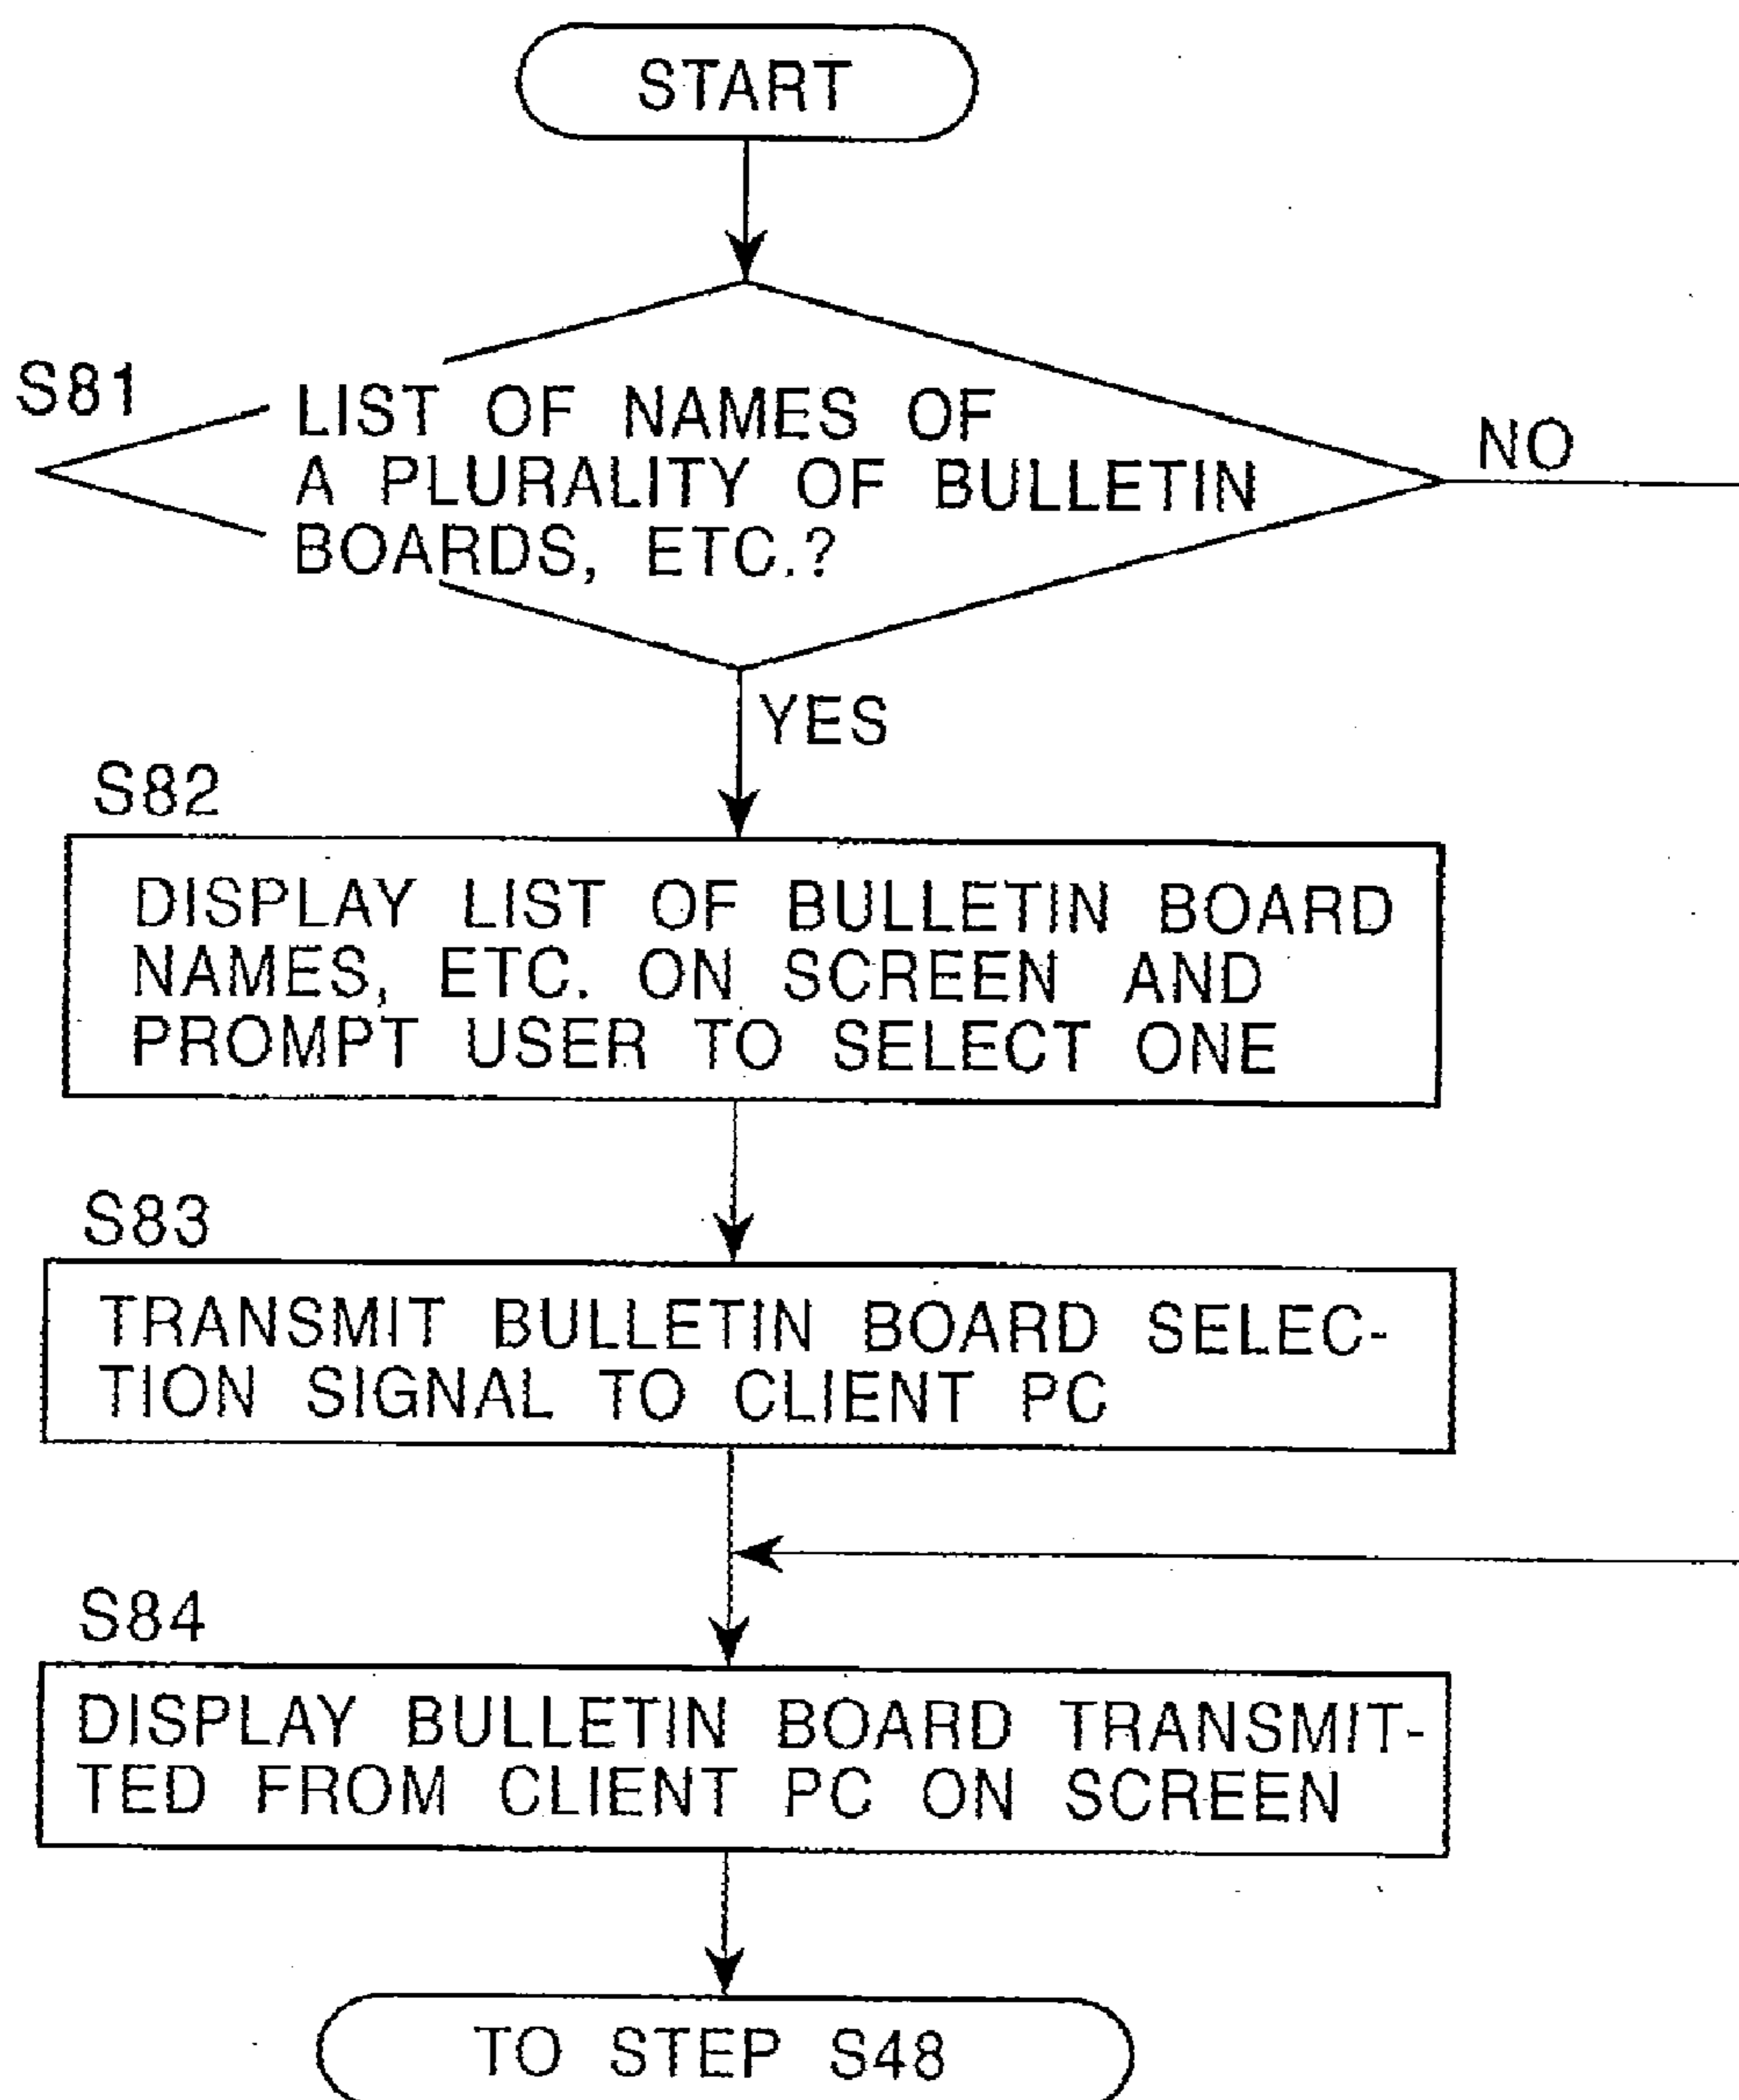 START
S81
LIST OF NAMES OF
A PLURALITY OF BULLETIN
BOARDS, ETC.?
NO
YES
S82
DISPLAY LIST OF BULLETIN BOARD
NAMES, ETC. ON SCREEN AND
PROMPT USER TO SELECT ONE
S83
TRANSMIT BULLETIN BOARD SELEC-
TION SIGNAL TO CLIENT PC
S84
DISPLAY BULLETIN BOARD TRANSMIT-
TED FROM CLIENT PC ON SCREEN
TO STEP S48